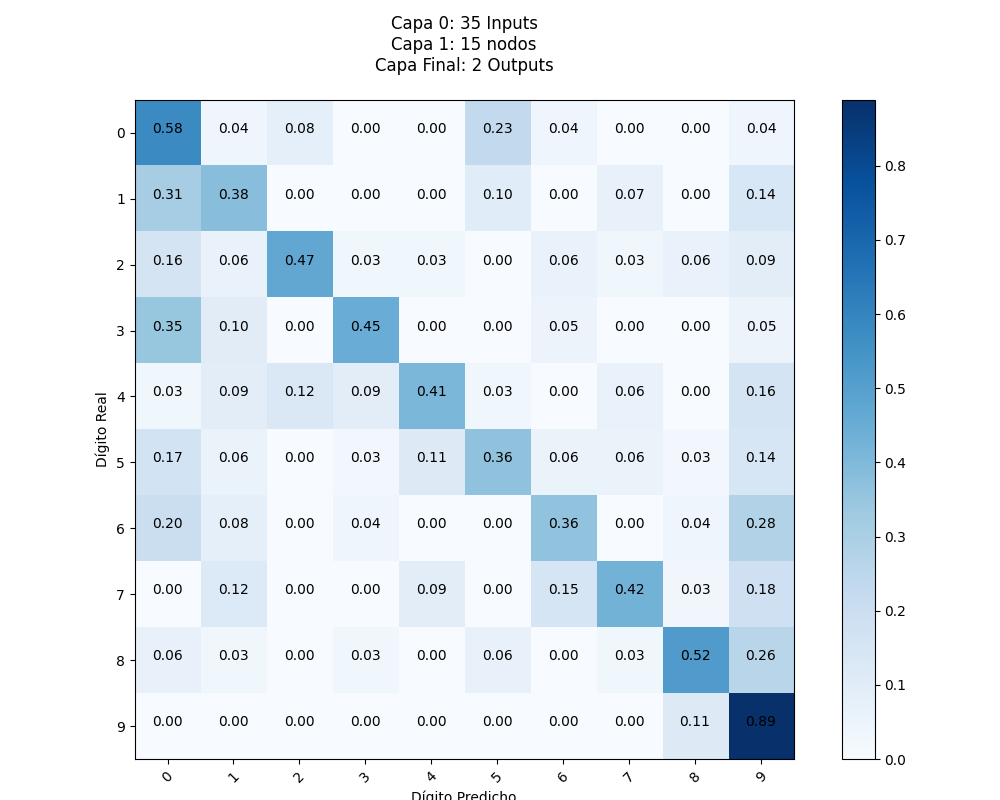 Capa 0: 35 Inputs
Capa 1: 15 nodos
Capa Final: 2 Outputs
0 0.58 0.04 0.08 0.00 0.00 0.23 0.04 0.00 0.00 0.04
1 0.31 0.38 0.00 0.00 0.00 0.10 0.00 0.07 0.00 0.14
2 0.16 0.06 0.47 0.03 0.03 0.00 0.06 0.03 0.06 0.09
3 0.35 0.10 0.00 0.45 0.00 0.00 0.05 0.00 0.00 0.05
4 0.03 0.09 0.12 0.09 0.41 0.03 0.00 0.06 0.00 0.16
5 0.17 0.06 0.00 0.03 0.11 0.36 0.06 0.06 0.03 0.14
6 0.20 0.08 0.00 0.04 0.00 0.00 0.36 0.00 0.04 0.28
7 0.00 0.12 0.00 0.00 0.09 0.00 0.15 0.42 0.03 0.18
8 0.06 0.03 0.00 0.03 0.00 0.06 0.00 0.03 0.52 0.26
9 0.00 0.00 0.00 0.00 0.00 0.00 0.00 0.00 0.11 0.89
0 1 2 3 4 5 6 7 8 9
Dígito Real
Dígito Predicho
0.8
0.7
0.6
0.5
0.4
0.3
0.2
0.1
0.0